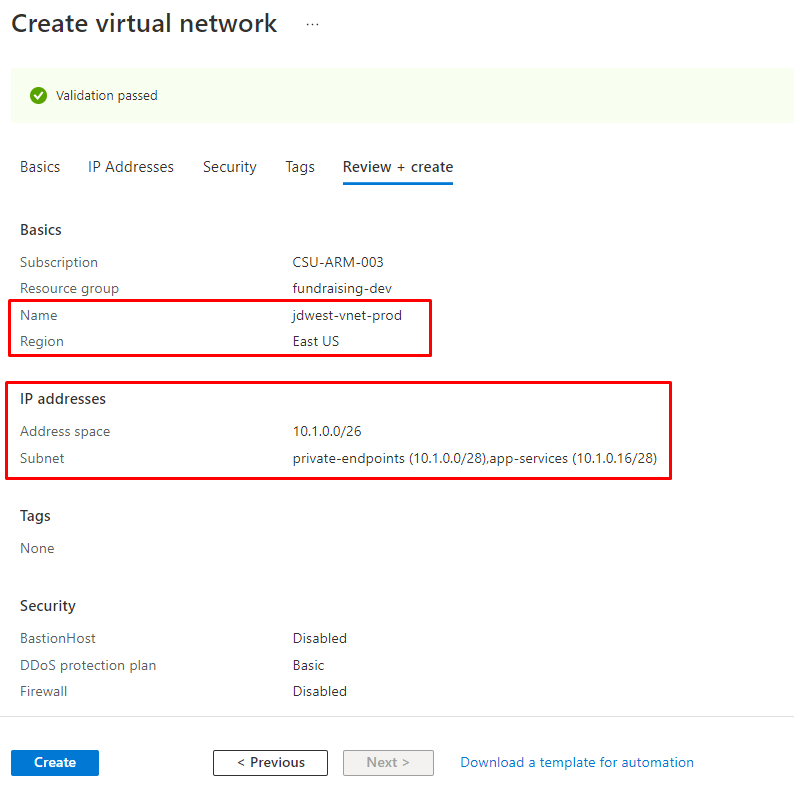 Create virtual network ...
Validation passed
Basics IP Addresses Security Tags Review + create
Basics
Subscription CSU-ARM-003
Resource group fundraising-dev
Name jdwest-vnet-prod
Region East US
IP addresses
Address space 10.1.0.0/26
Subnet private-endpoints (10.1.0.0/28),app-services (10.1.0.16/28)
Tags
None
Security
BastionHost Disabled
DDoS protection plan Basic
Firewall Disabled
Create < Previous Next > Download a template for automation